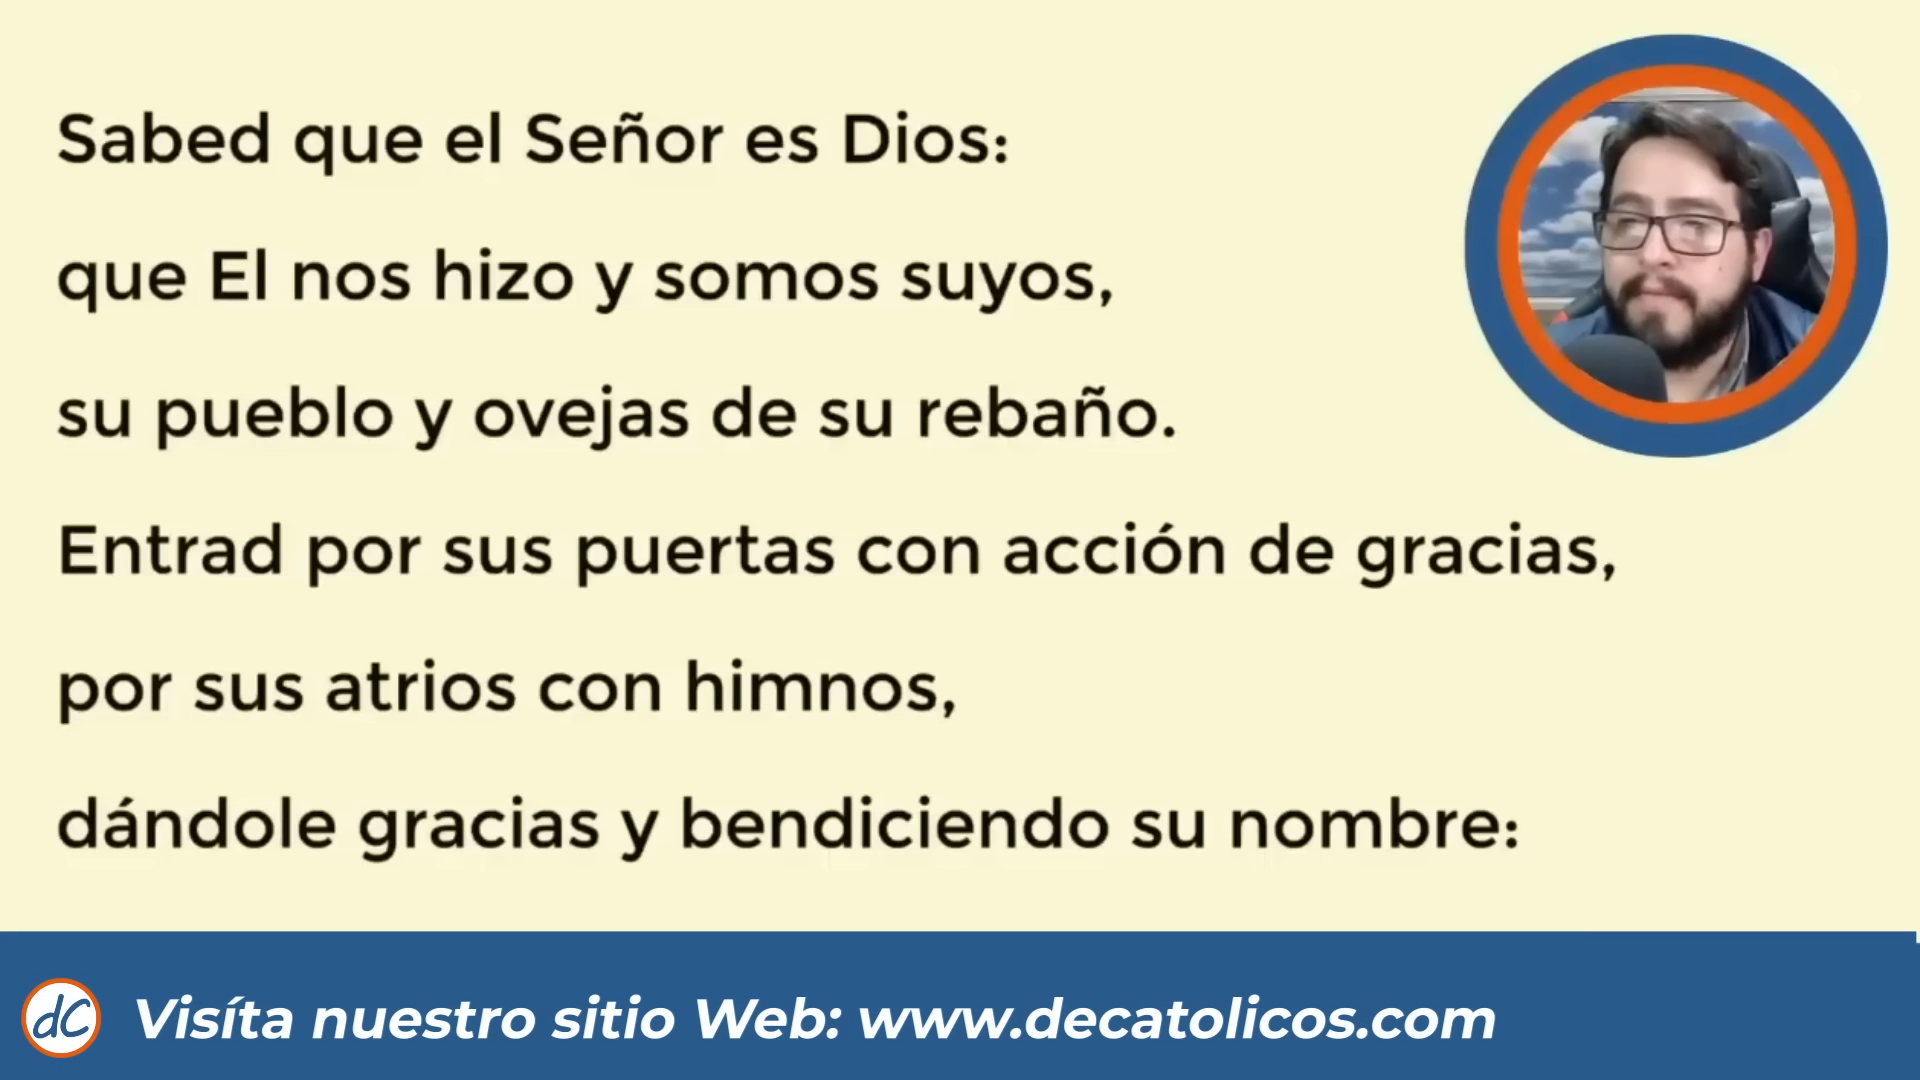 Sabed que el Señor es Dios:
que El nos hizo y somos suyos,
su pueblo y ovejas de su rebaño.
Entrad por sus puertas con acción de gracias,
por sus atrios con himnos,
dándole gracias y bendiciendo su nombre:
dC Visíta nuestro sitio Web: www.decatolicos.com